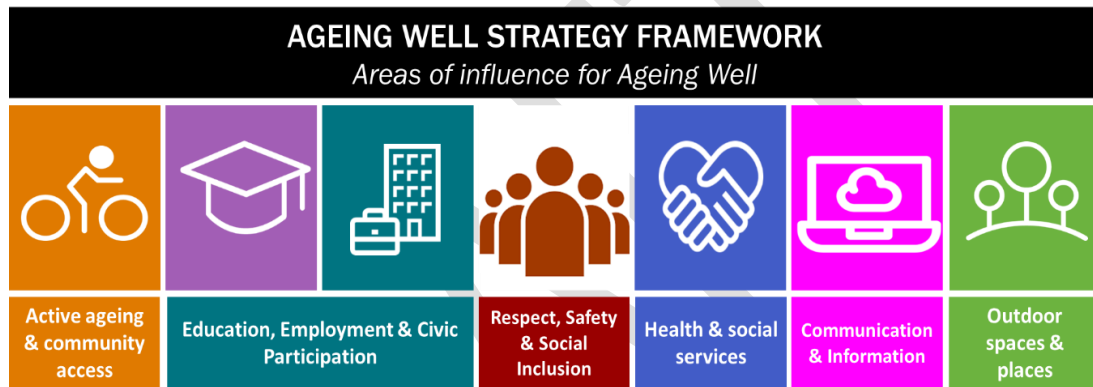 AGEING WELL STRATEGY FRAMEWORK
Areas of influence for Ageing Well
Active ageing
& community
access
Education, Employment & Civic
Participation
Respect, Safety
& Social
Inclusion
Health & social
services
Communication
& Information
Outdoor
spaces &
places